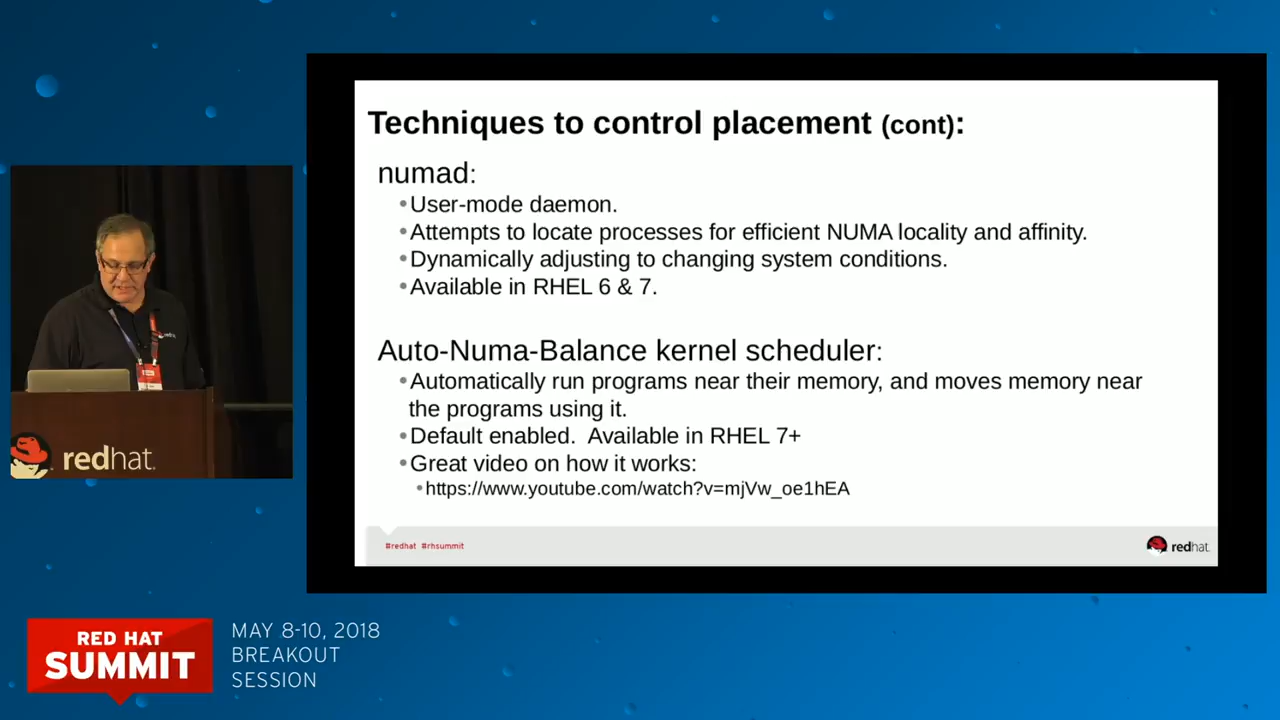 Techniques to control placement (cont):
numad:
•User-mode daemon.
•Attempts to locate processes for efficient NUMA locality and affinity.
•Dynamically adjusting to changing system conditions.
•Available in RHEL 6 & 7.
Auto-Numa-Balance kernel scheduler:
•Automatically run programs near their memory, and moves memory near
the programs using it.
•Default enabled.  Available in RHEL 7+
•Great video on how it works:
•https://www.youtube.com/watch?v=mjVw_oe1hEA
#redhat #rhsummit
redhat.
redhat.
RED HAT
SUMMIT
MAY 8-10, 2018
BREAKOUT
SESSION